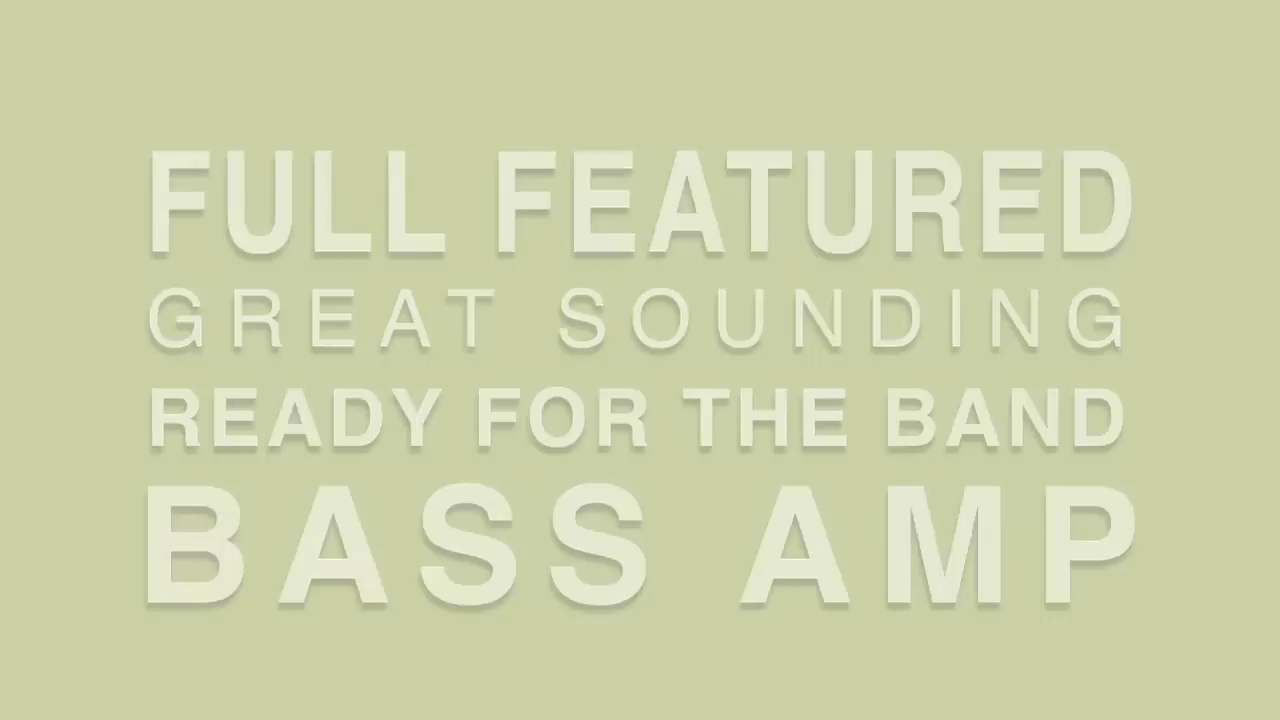 FULL FEATURED
GREAT SOUNDING
READY FOR THE BAND
BASS AMP